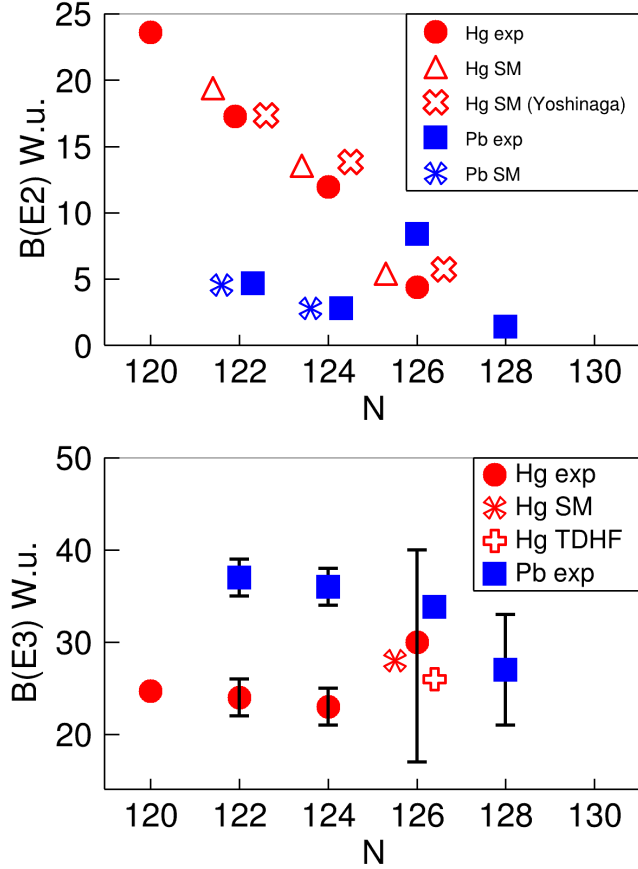 25
20
15
10
5
0
B(E2) W.u.
Hg exp
Hg SM
Hg SM (Yoshinaga)
Pb exp
Pb SM
120 122 124 126 128 130
N
50
40
30
20
B(E3) W.u.
Hg exp
Hg SM
Hg TDHF
Pb exp
120 122 124 126 128 130
N